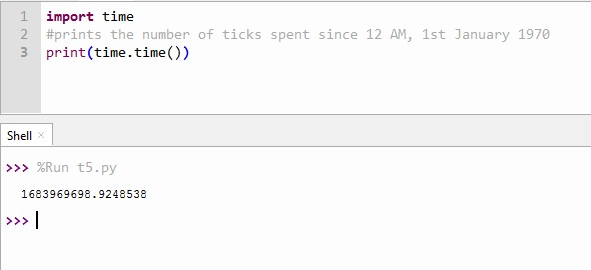 1 import time
2 #prints the number of ticks spent since 12 AM, 1st January 1970
3 print(time.time())
Shell ×
>>> %Run t5.py
1683969698.9248538
>>>